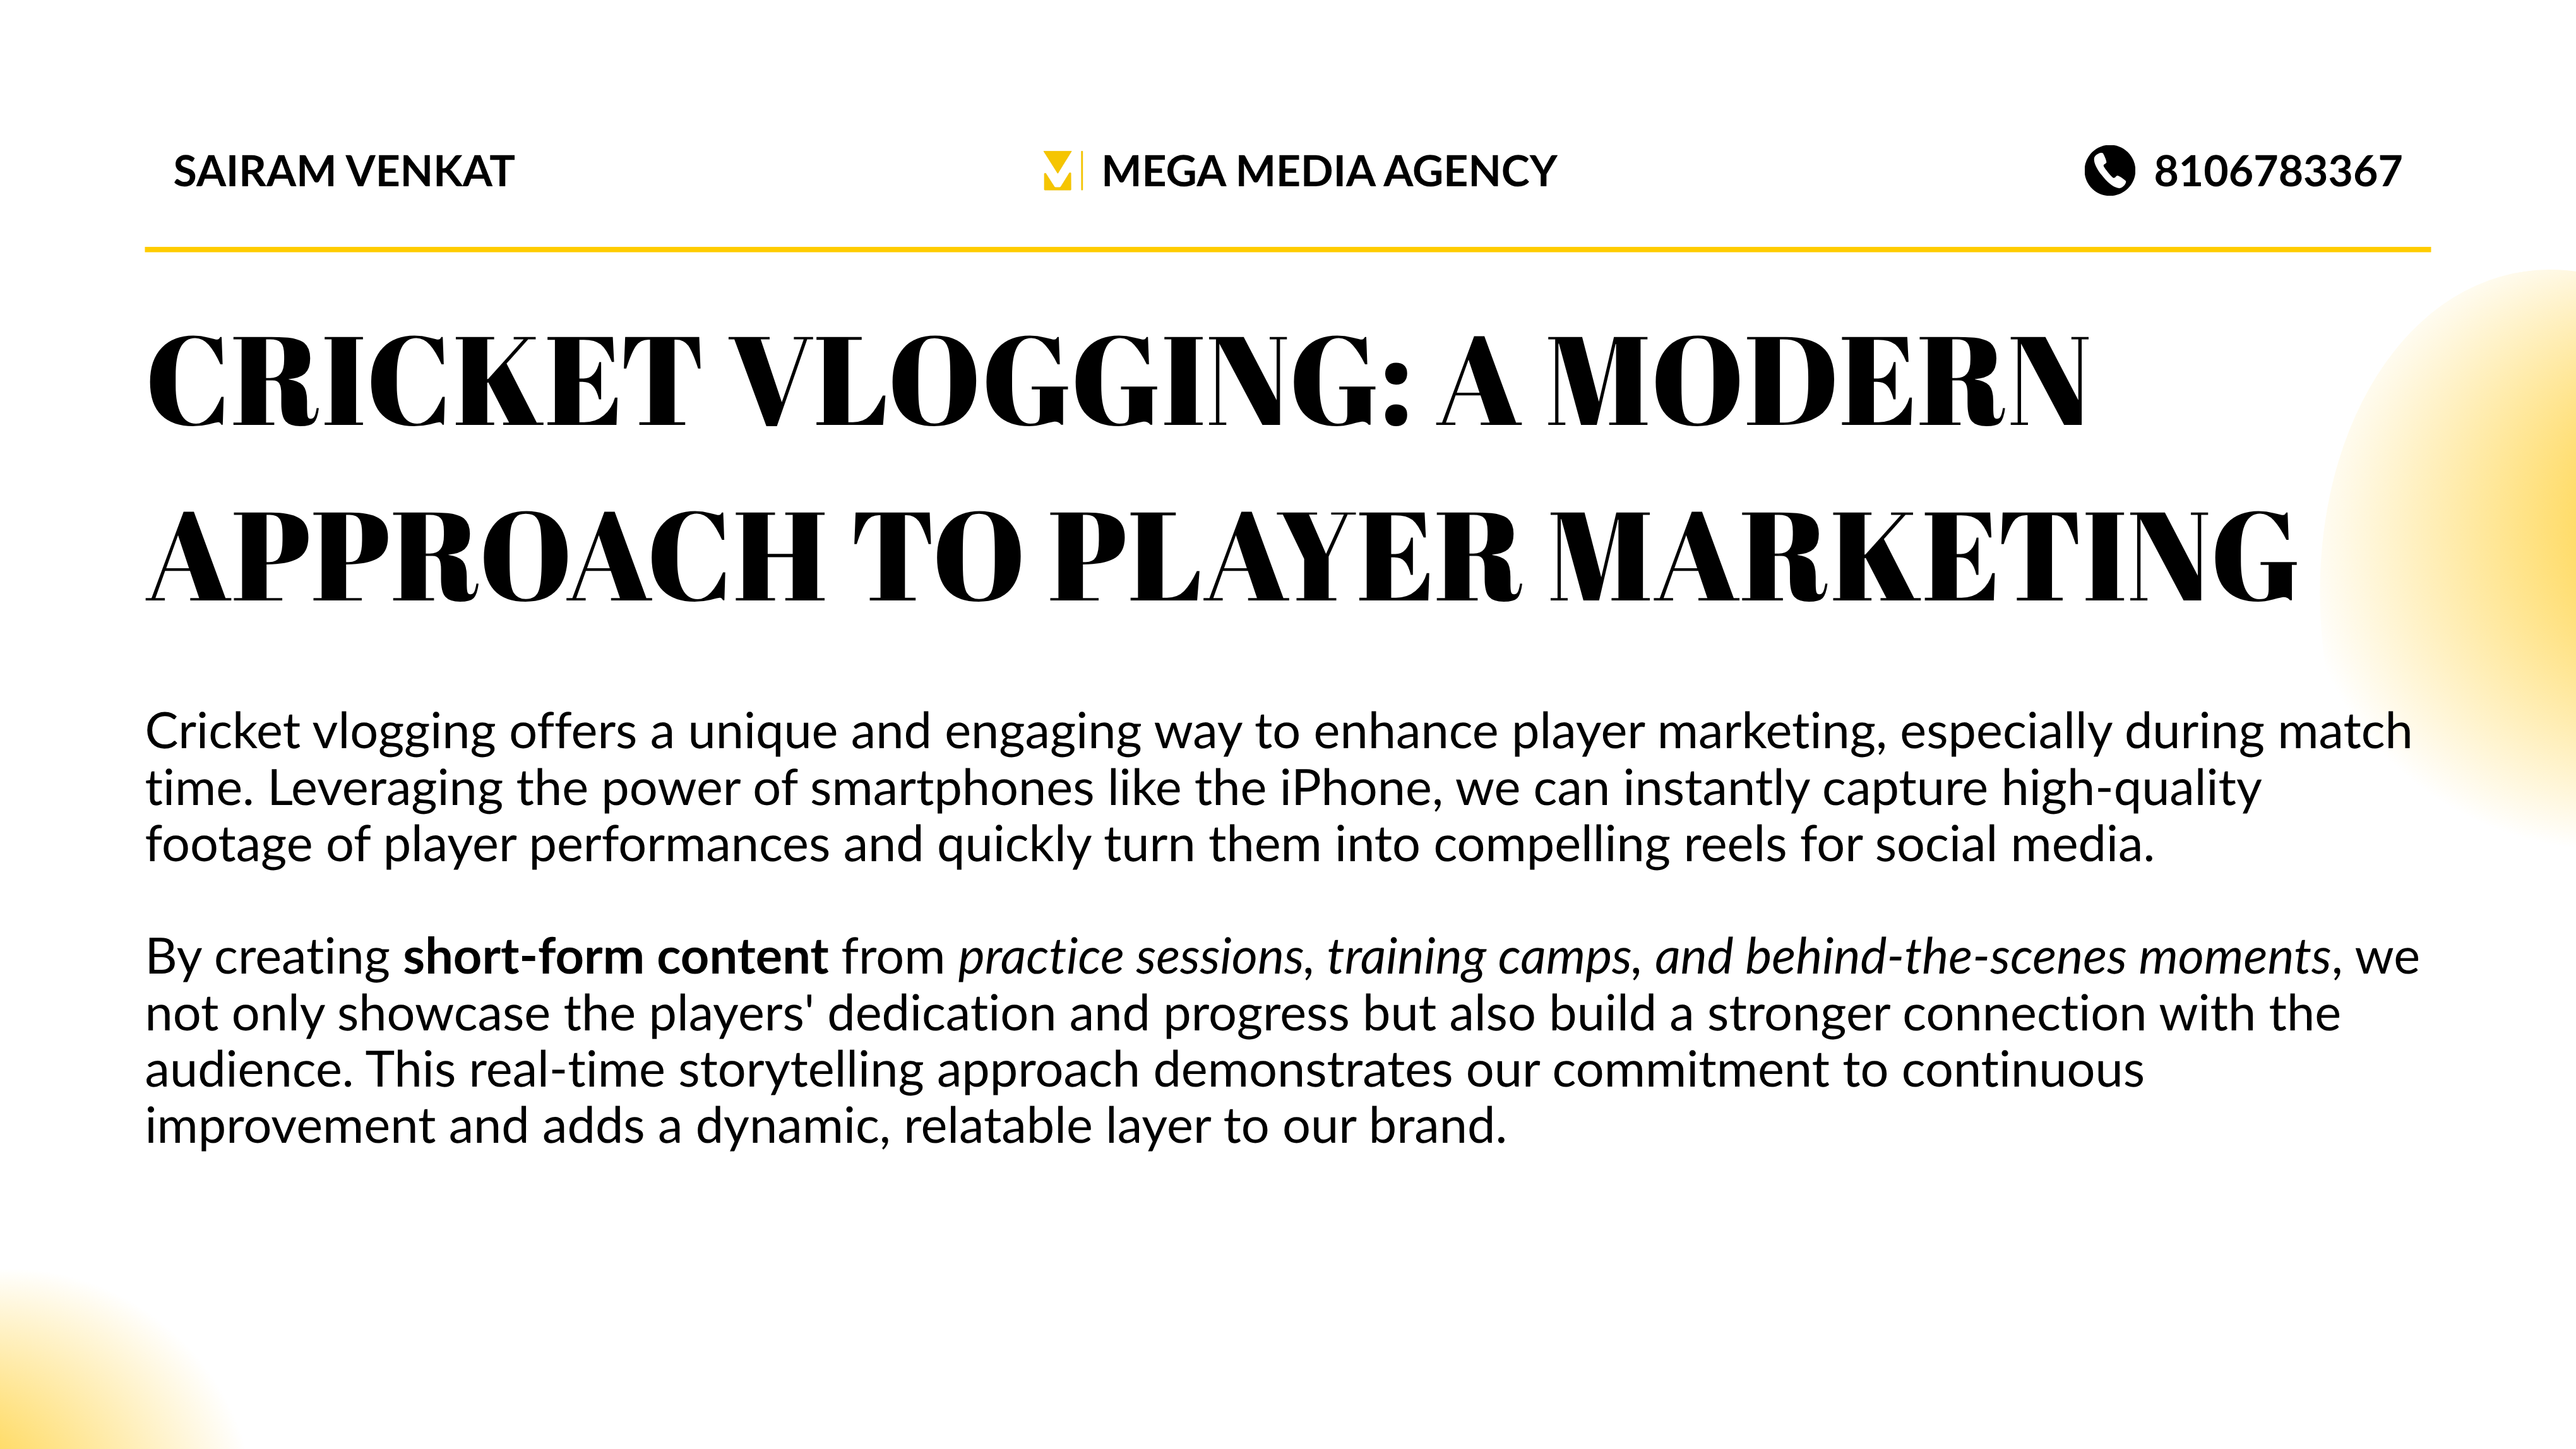 SAIRAM VENKAT
MEGA MEDIA AGENCY
8106783367
CRICKET VLOGGING: A MODERN
APPROACH TO PLAYER MARKETING
Cricket vlogging offers a unique and engaging way to enhance player marketing, especially during match
time. Leveraging the power of smartphones like the iPhone, we can instantly capture high-quality
footage of player performances and quickly turn them into compelling reels for social media.
By creating short-form content from practice sessions, training camps, and behind-the-scenes moments, we
not only showcase the players' dedication and progress but also build a stronger connection with the
audience. This real-time storytelling approach demonstrates our commitment to continuous
improvement and adds a dynamic, relatable layer to our brand.